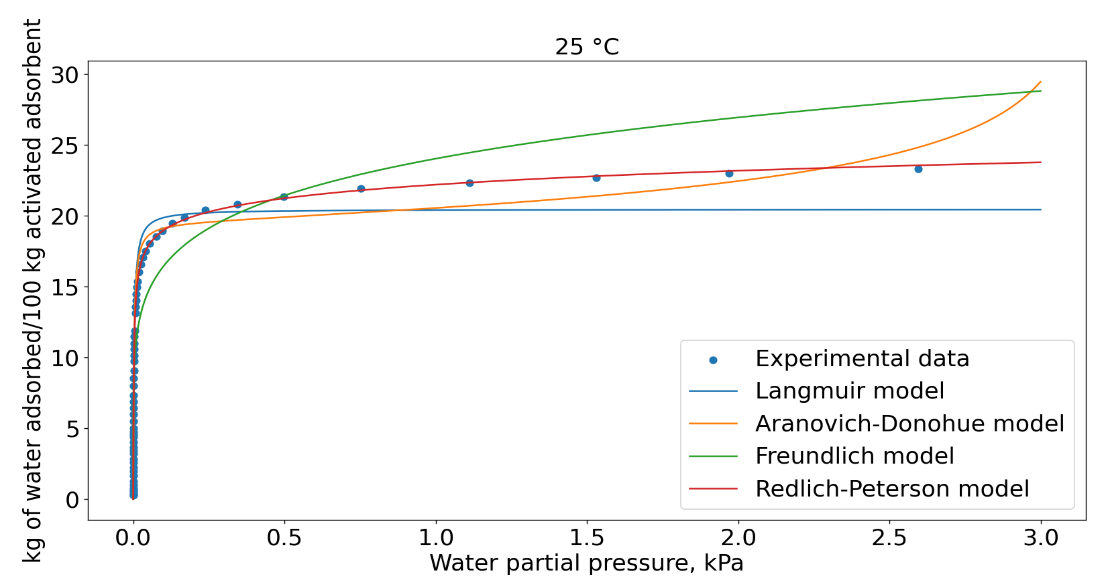 25 °C
kg of water adsorbed/100 kg activated adsorbent
30
25
20
15
10
5
0
0.0 0.5 1.0 1.5 2.0 2.5 3.0
Water partial pressure, kPa
Experimental data
Langmuir model
Aranovich-Donohue model
Freundlich model
Redlich-Peterson model